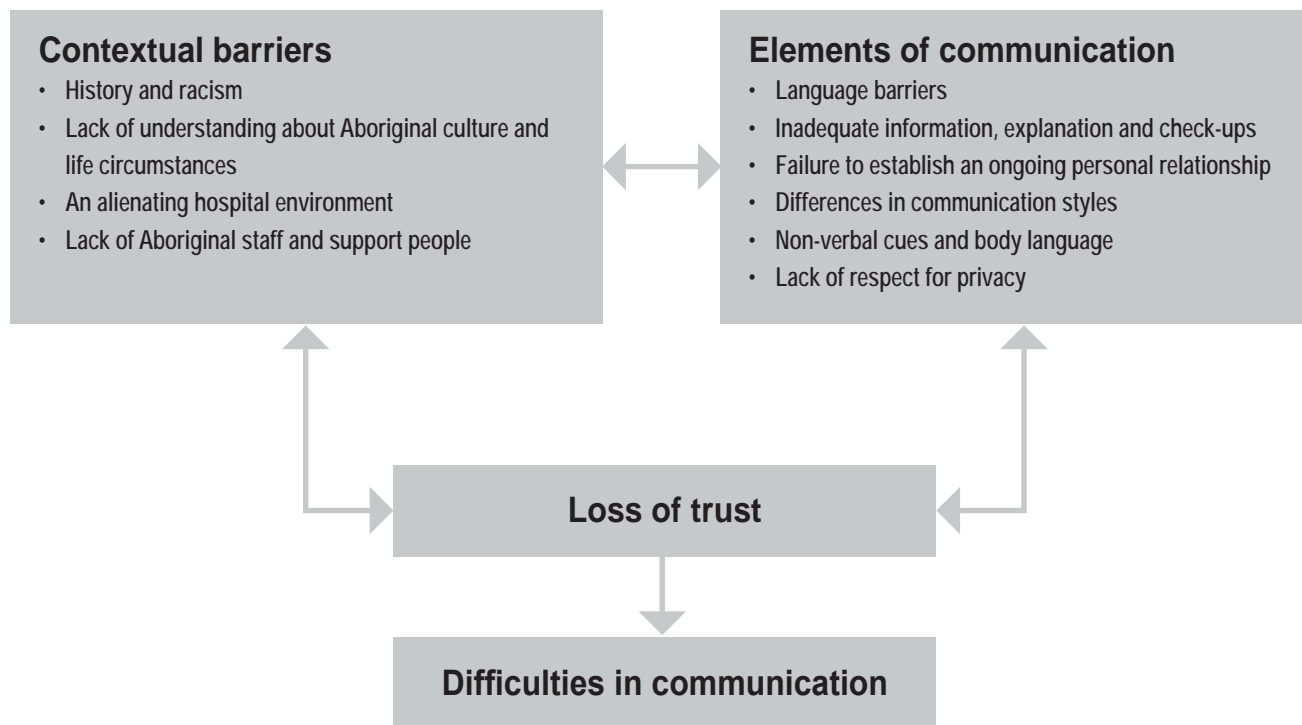 Contextual barriers
• History and racism
• Lack of understanding about Aboriginal culture and
life circumstances
• An alienating hospital environment
• Lack of Aboriginal staff and support people
Elements of communication
• Language barriers
• Inadequate information, explanation and check-ups
• Failure to establish an ongoing personal relationship
• Differences in communication styles
• Non-verbal cues and body language
• Lack of respect for privacy
Loss of trust
Difficulties in communication